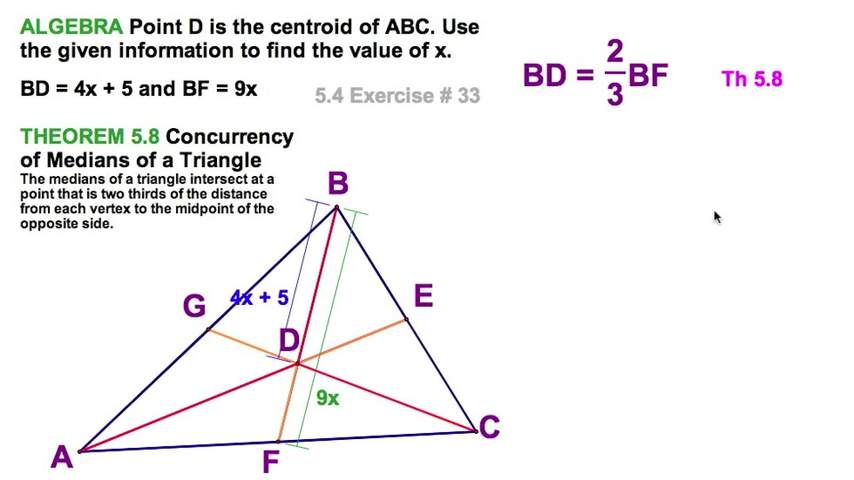 ALGEBRA Point D is the centroid of ABC. Use
the given information to find the value of x.
BD = 4x + 5 and BF = 9x
5.4 Exercise # 33
BD = 2/3 BF
Th 5.8
THEOREM 5.8 Concurrency
of Medians of a Triangle
The medians of a triangle intersect at a
point that is two thirds of the distance
from each vertex to the midpoint of the
opposite side.
B
G
4x + 5
E
D
9x
A
F
C